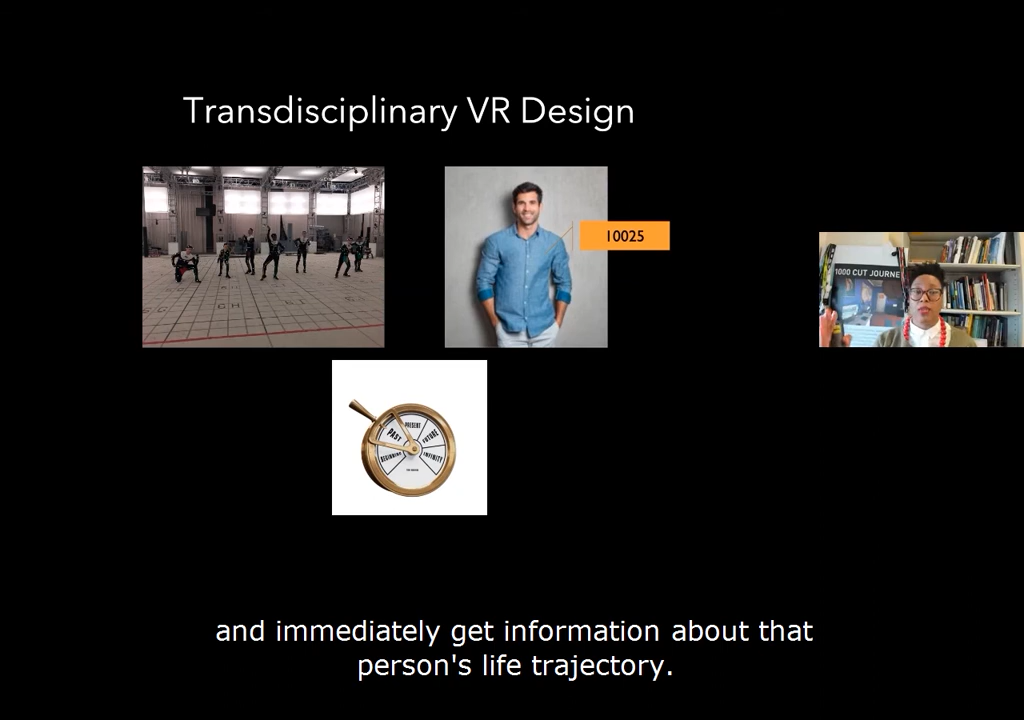 Transdisciplinary VR Design
10025
1000 CUT JOURNE
PRESENT
PAST
FUTURE
BEGINNING
INFINITY
and immediately get information about that
person's life trajectory.